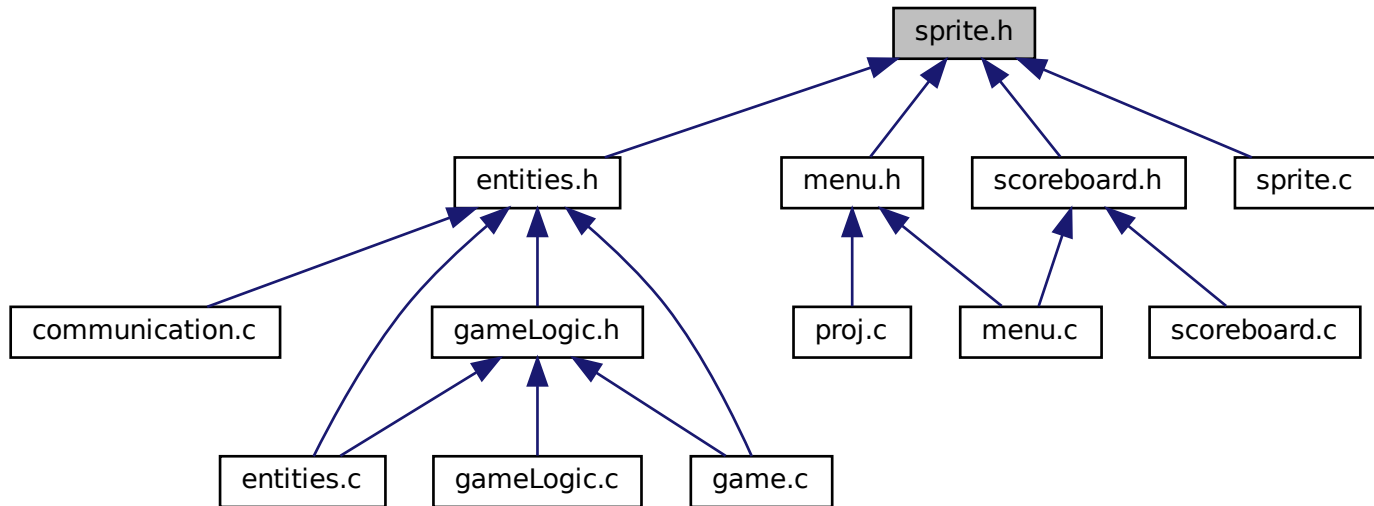 sprite.h
entities.h
menu.h
scoreboard.h
sprite.c
communication.c
gameLogic.h
proj.c
menu.c
scoreboard.c
entities.c
gameLogic.c
game.c